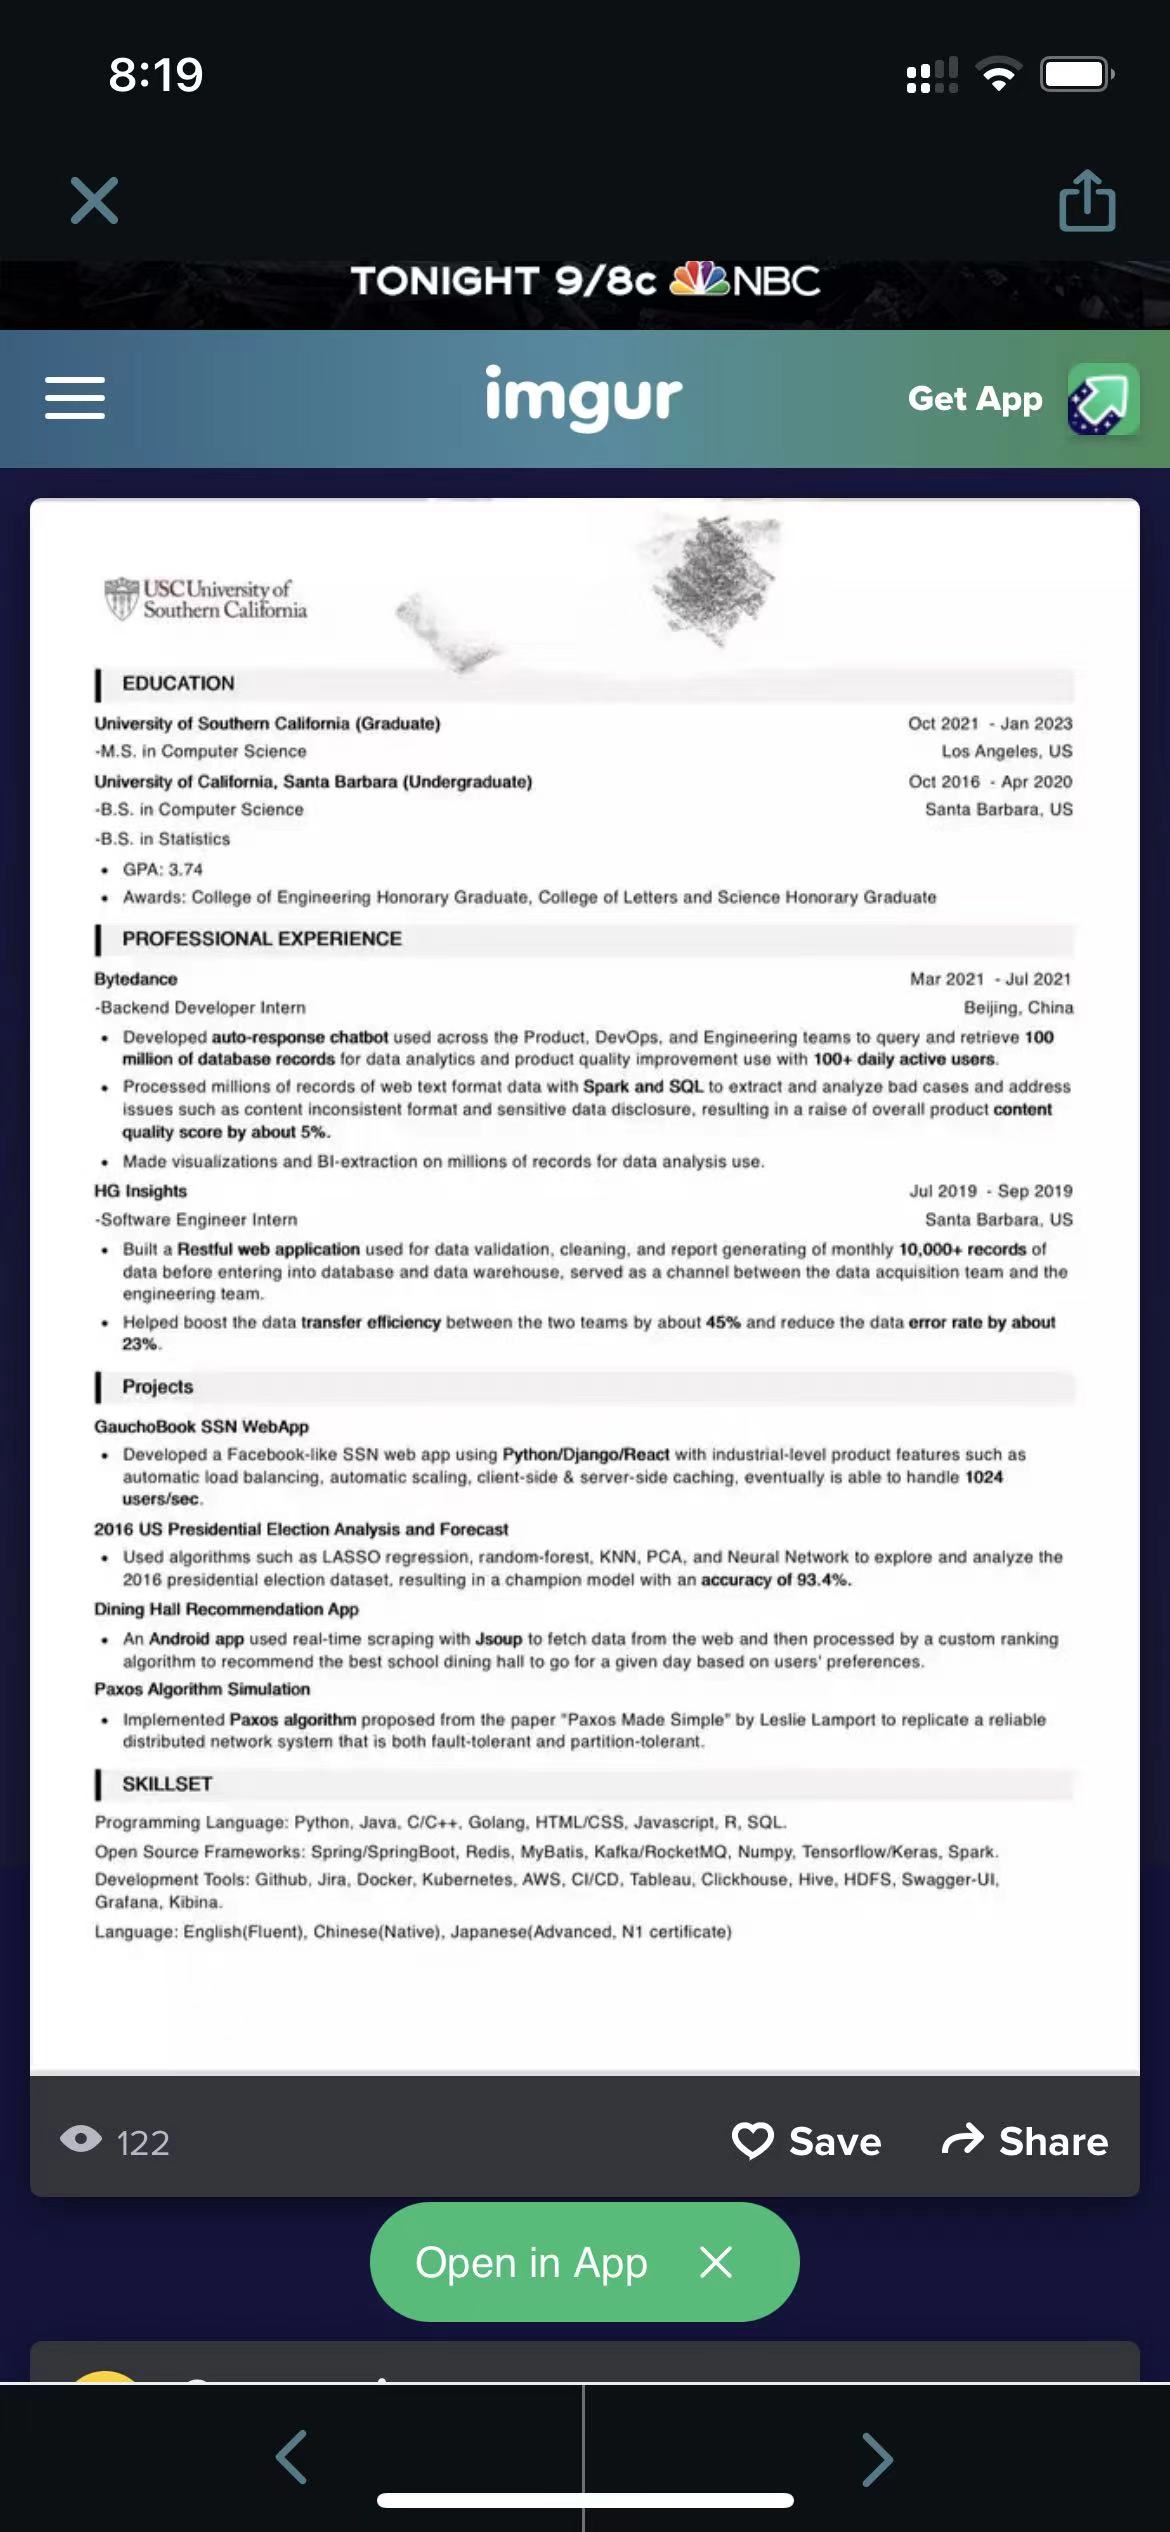 8:19
TONIGHT 9/8c NBC
imgur
Get App
USC University of
Southern California
EDUCATION
University of Southern California (Graduate) Oct 2021 - Jan 2023
-M.S. in Computer Science Los Angeles, US
University of California, Santa Barbara (Undergraduate) Oct 2016 - Apr 2020
-B.S. in Computer Science Santa Barbara, US
-B.S. in Statistics
• GPA: 3.74
• Awards: College of Engineering Honorary Graduate, College of Letters and Science Honorary Graduate
PROFESSIONAL EXPERIENCE
Bytedance Mar 2021 - Jul 2021
-Backend Developer Intern Beijing, China
• Developed auto-response chatbot used across the Product, DevOps, and Engineering teams to query and retrieve 100
million of database records for data analytics and product quality improvement use with 100+ daily active users.
• Processed millions of records of web text format data with Spark and SQL to extract and analyze bad cases and address
issues such as content inconsistent format and sensitive data disclosure, resulting in a raise of overall product content
quality score by about 5%.
• Made visualizations and BI-extraction on millions of records for data analysis use.
HG Insights Jul 2019 - Sep 2019
-Software Engineer Intern Santa Barbara, US
• Built a Restful web application used for data validation, cleaning, and report generating of monthly 10,000+ records of
data before entering into database and data warehouse, served as a channel between the data acquisition team and the
engineering team.
• Helped boost the data transfer efficiency between the two teams by about 45% and reduce the data error rate by about
23%.
Projects
GauchoBook SSN WebApp
• Developed a Facebook-like SSN web app using Python/Django/React with industrial-level product features such as
automatic load balancing, automatic scaling, client-side & server-side caching, eventually is able to handle 1024
users/sec.
2016 US Presidential Election Analysis and Forecast
• Used algorithms such as LASSO regression, random-forest, KNN, PCA, and Neural Network to explore and analyze the
2016 presidential election dataset, resulting in a champion model with an accuracy of 93.4%.
Dining Hall Recommendation App
• An Android app used real-time scraping with Jsoup to fetch data from the web and then processed by a custom ranking
algorithm to recommend the best school dining hall to go for a given day based on users' preferences.
Paxos Algorithm Simulation
• Implemented Paxos algorithm proposed from the paper "Paxos Made Simple" by Leslie Lamport to replicate a reliable
distributed network system that is both fault-tolerant and partition-tolerant.
SKILLSET
Programming Language: Python, Java, C/C++, Golang, HTML/CSS, Javascript, R, SQL.
Open Source Frameworks: Spring/SpringBoot, Redis, MyBatis, Kafka/RocketMQ, Numpy, Tensorflow/Keras, Spark.
Development Tools: Github, Jira, Docker, Kubernetes, AWS, CI/CD, Tableau, Clickhouse, Hive, HDFS, Swagger-UI,
Grafana, Kibina.
Language: English(Fluent), Chinese(Native), Japanese(Advanced, N1 certificate)
122
Save
Share
Open in App